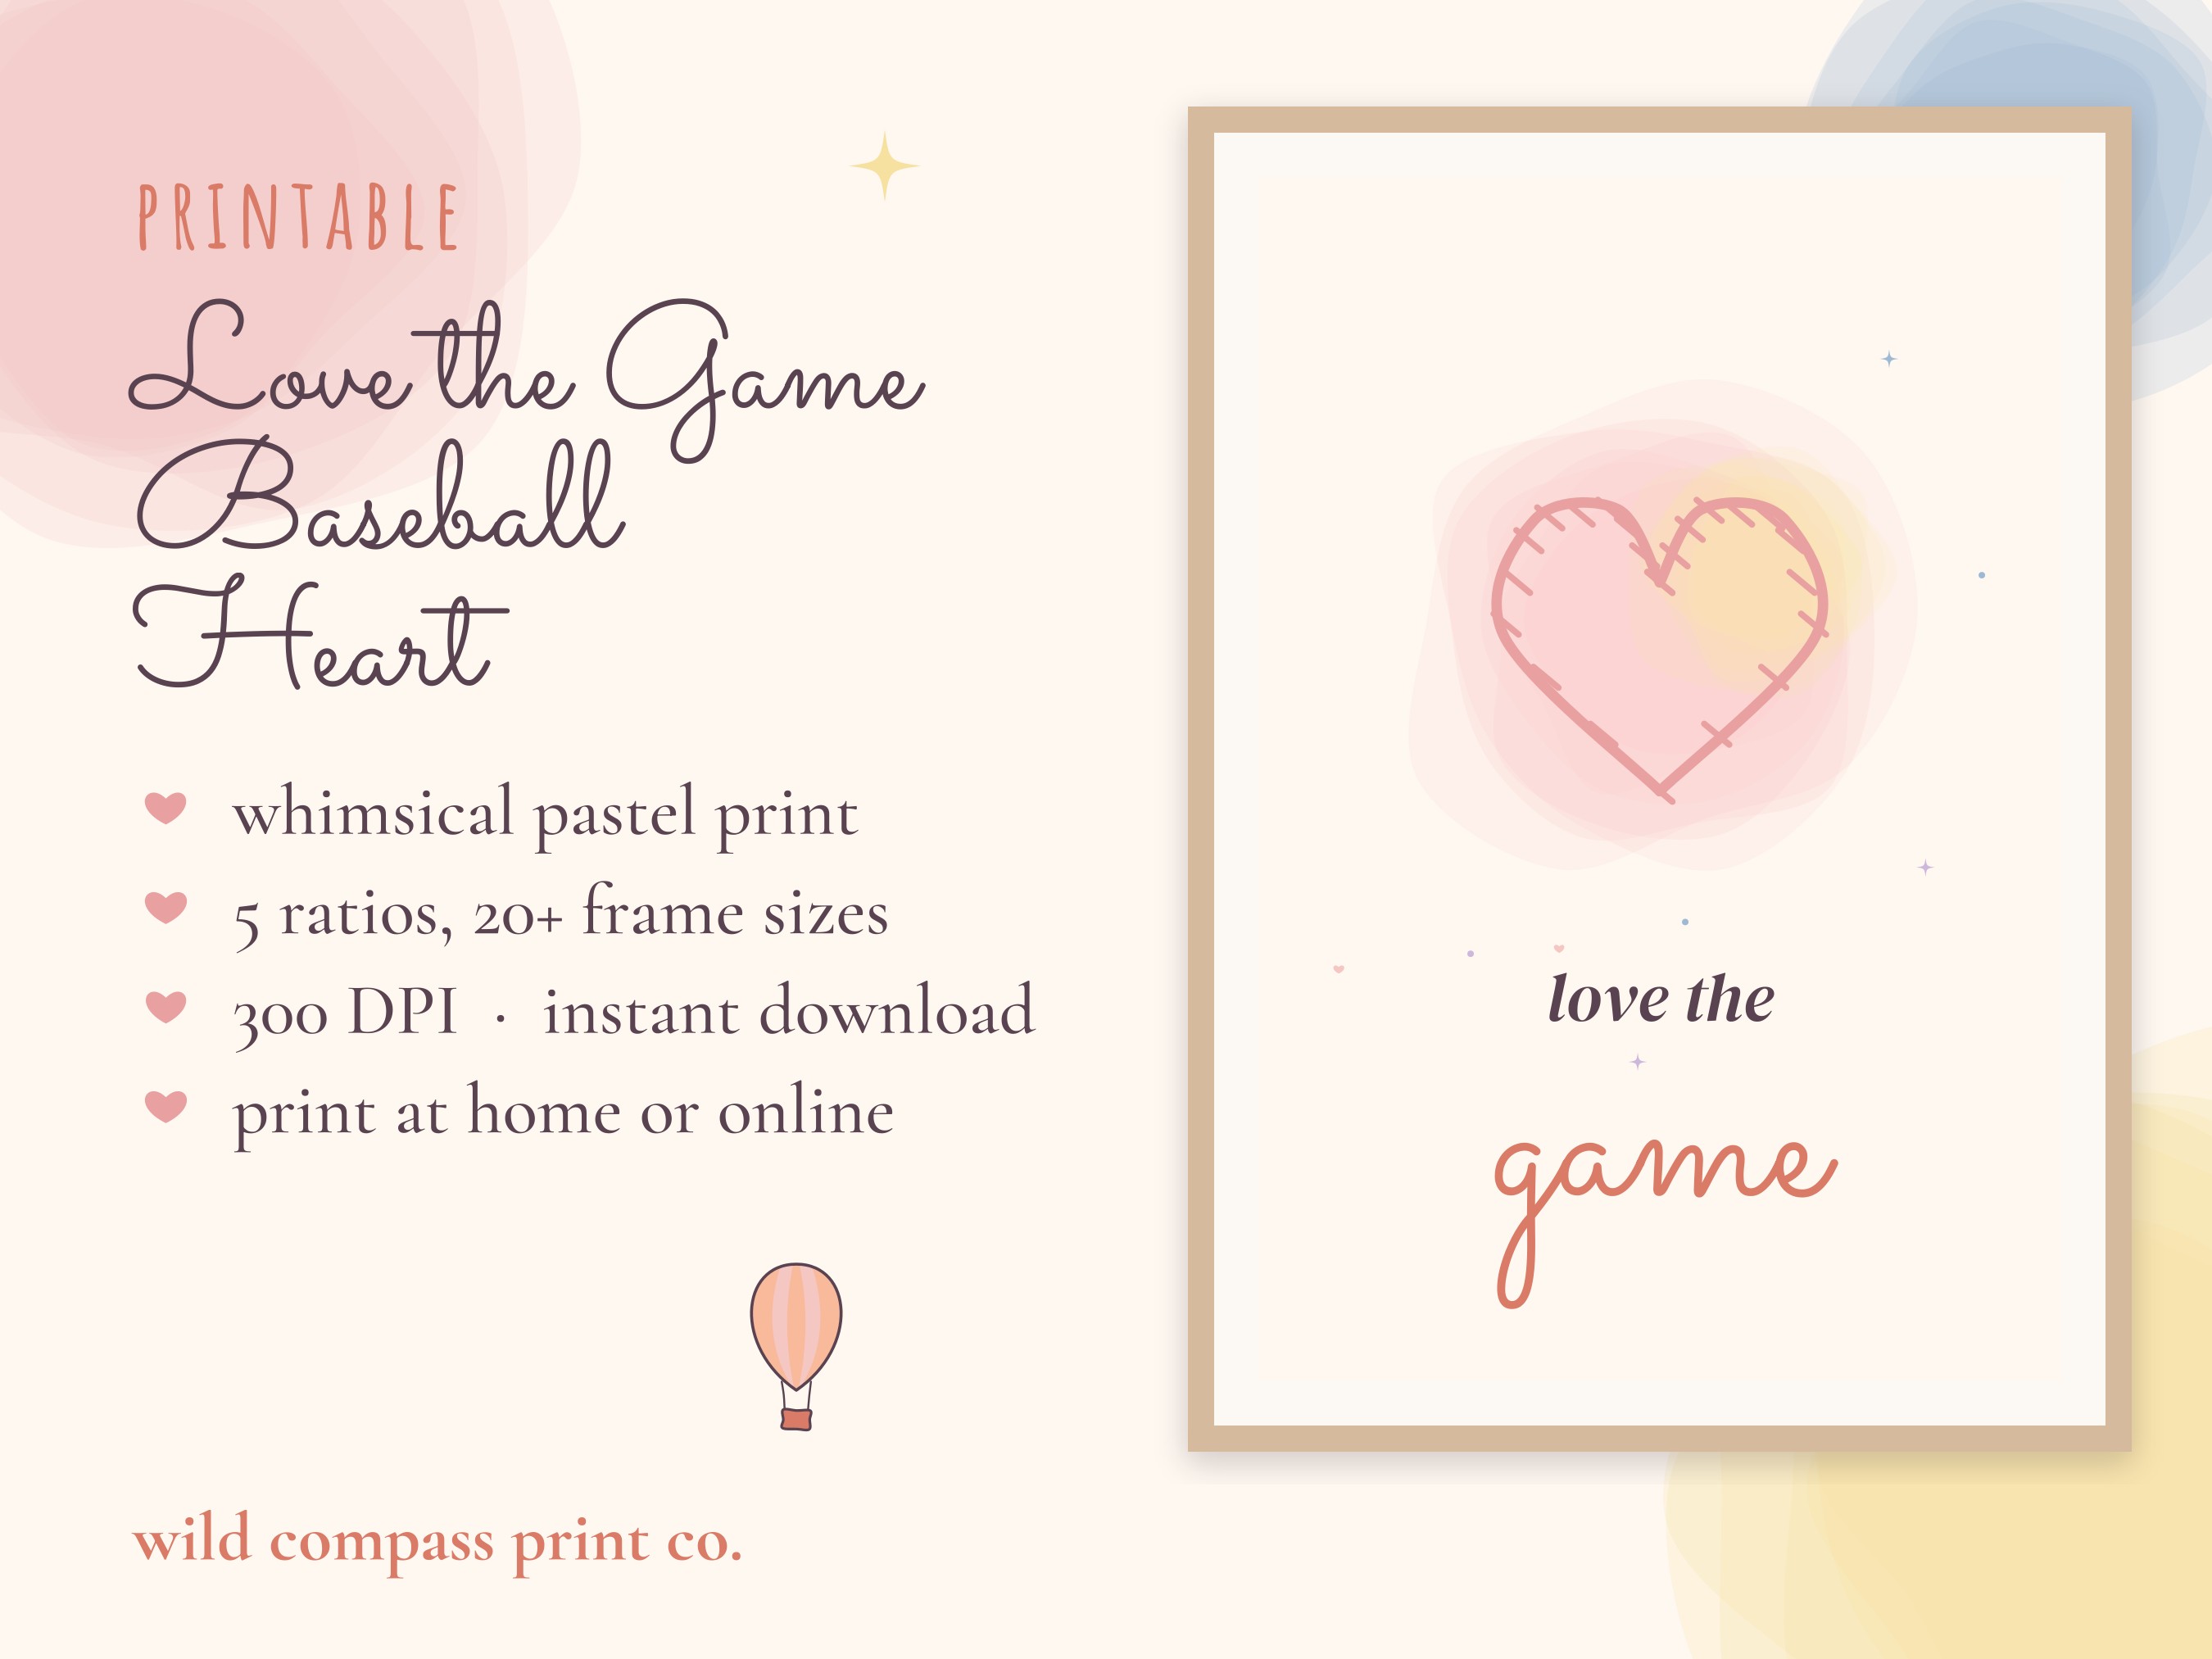 PRINTABLE
Love the Game
Baseball
Heart
whimsical pastel print
5 ratios, 20+ frame sizes
300 DPI · instant download
print at home or online
wild compass print co.
love the
game